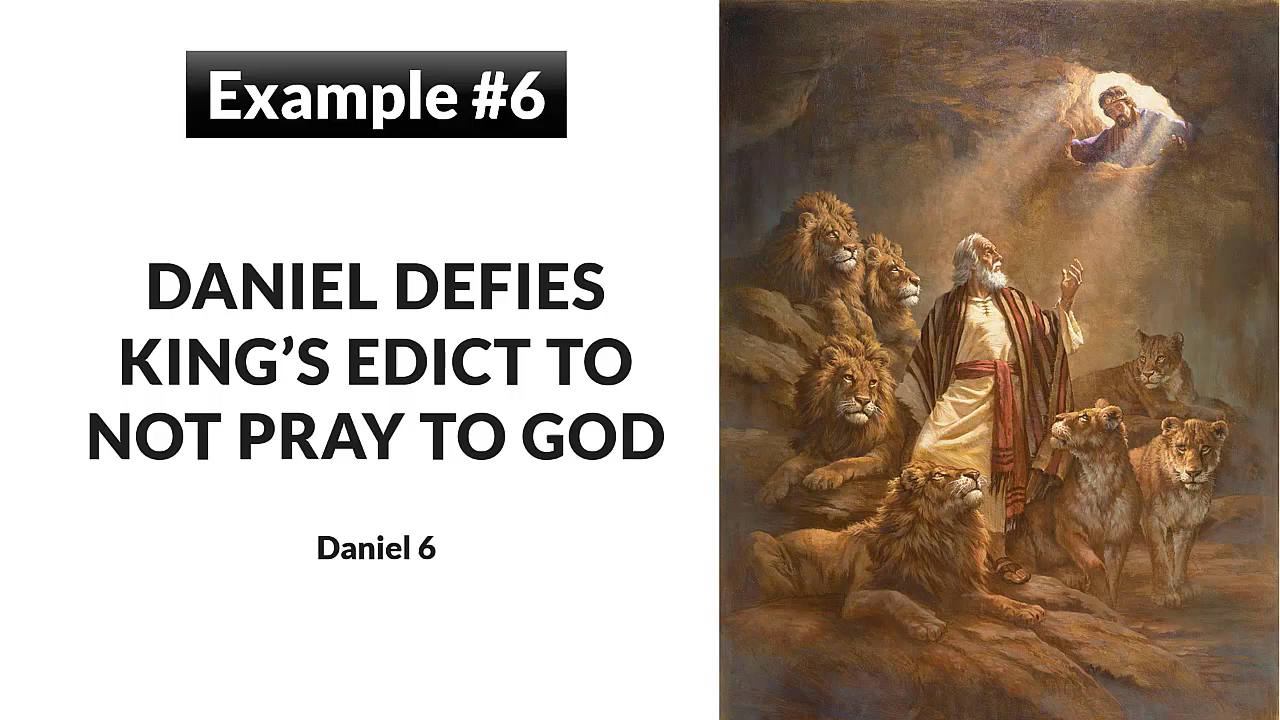 Example #6
DANIEL DEFIES
KING’S EDICT TO
NOT PRAY TO GOD
Daniel 6